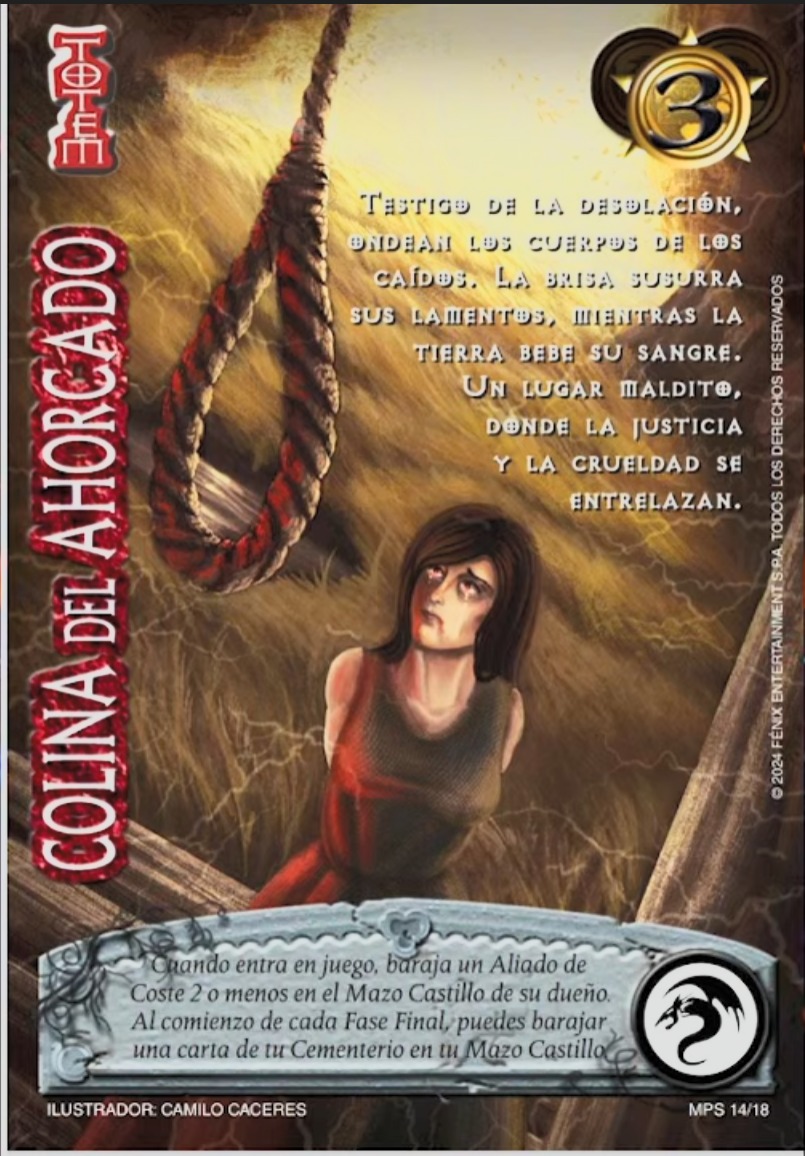 TOTEM
3
COLINA DEL AHORCADO
TESTIGO DE LA DESOLACIÓN,
ONDEAN LOS CUERPOS DE LOS
CAÍDOS. LA BRISA SUSURRA
SUS LAMENTOS, MIENTRAS LA
TIERRA BEBE SU SANGRE.
UN LUGAR MALDITO,
DONDE LA JUSTICIA
Y LA CRUELDAD SE
ENTRELAZAN.
© 2024 FÉNIX ENTERTAINMENT S.P.A. TODOS LOS DERECHOS RESERVADOS
Cuando entra en juego, baraja un Aliado de
Coste 2 o menos en el Mazo Castillo de su dueño.
Al comienzo de cada Fase Final, puedes barajar
una carta de tu Cementerio en tu Mazo Castillo.
ILUSTRADOR: CAMILO CACERES
MPS 14/18